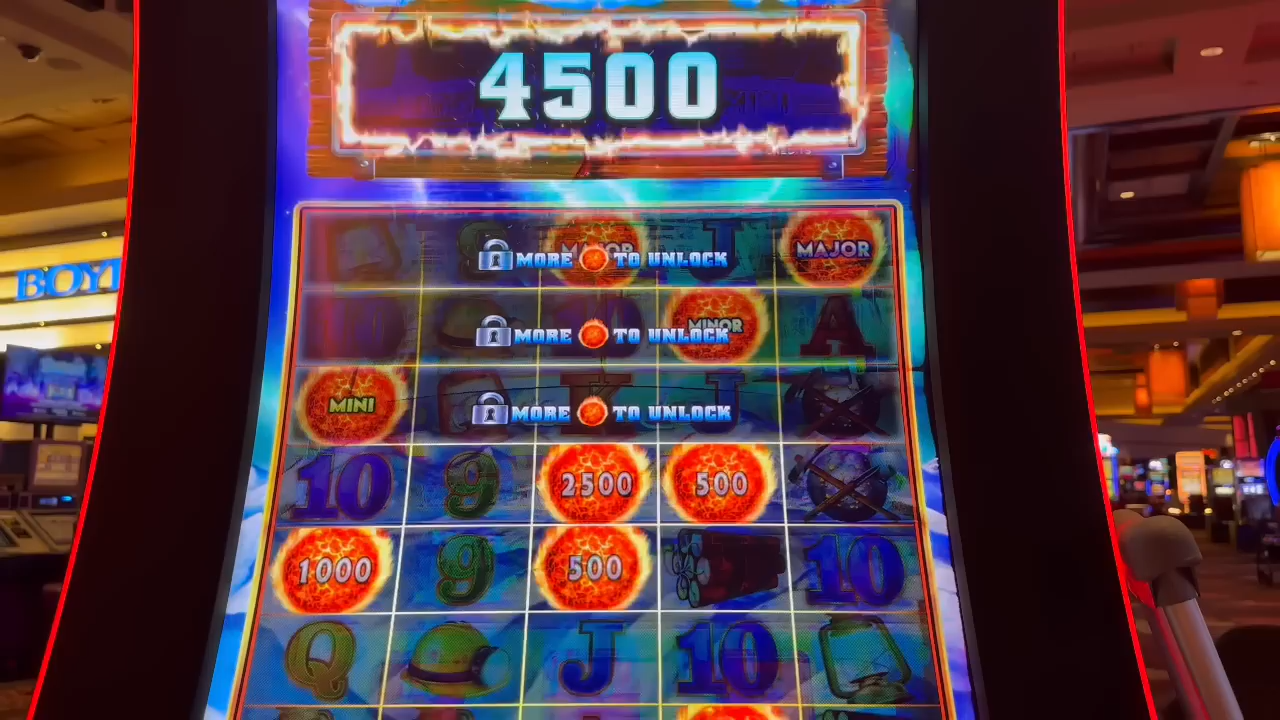 4500
MAJOR J MAJOR
MORE TO UNLOCK
MINOR A
MORE TO UNLOCK
MINI K J
MORE TO UNLOCK
10 9 2500 500
1000 9 500 10
Q J 10
BOY